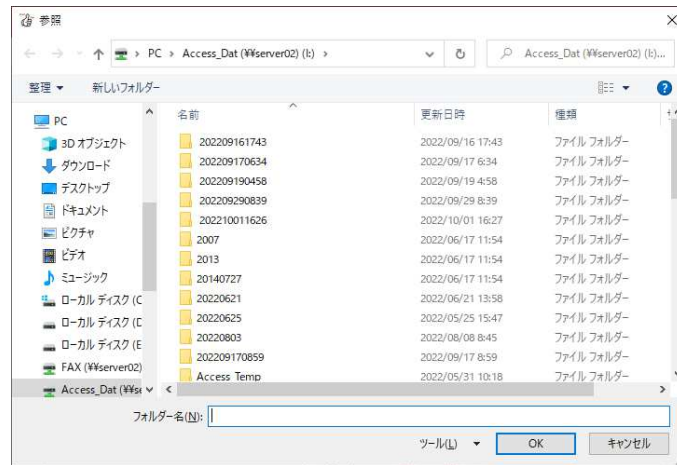 参照
PC › Access_Dat (¥¥server02) (I:) ›
Access_Dat (¥¥server02) (I:)...
整理 新しいフォルダー
名前 更新日時 種類
PC
3D オブジェクト
ダウンロード
デスクトップ
ドキュメント
ピクチャ
ビデオ
ミュージック
ローカル ディスク (C
ローカル ディスク (D
ローカル ディスク (E
FAX (¥¥server02)
Access_Dat (¥¥se
202209161743 2022/09/16 17:43 ファイル フォルダー
202209170634 2022/09/17 6:34 ファイル フォルダー
202209190458 2022/09/19 4:58 ファイル フォルダー
202209290839 2022/09/29 8:39 ファイル フォルダー
202210011626 2022/10/01 16:27 ファイル フォルダー
2007 2022/06/17 11:54 ファイル フォルダー
2013 2022/06/17 11:54 ファイル フォルダー
20140727 2022/06/17 11:54 ファイル フォルダー
20220621 2022/06/21 13:58 ファイル フォルダー
20220625 2022/05/25 15:47 ファイル フォルダー
20220803 2022/08/08 8:45 ファイル フォルダー
202209170859 2022/09/17 8:59 ファイル フォルダー
Access_Temp 2022/05/31 10:18 ファイル フォルダー
フォルダー名(N):
ツール(L) OK キャンセル